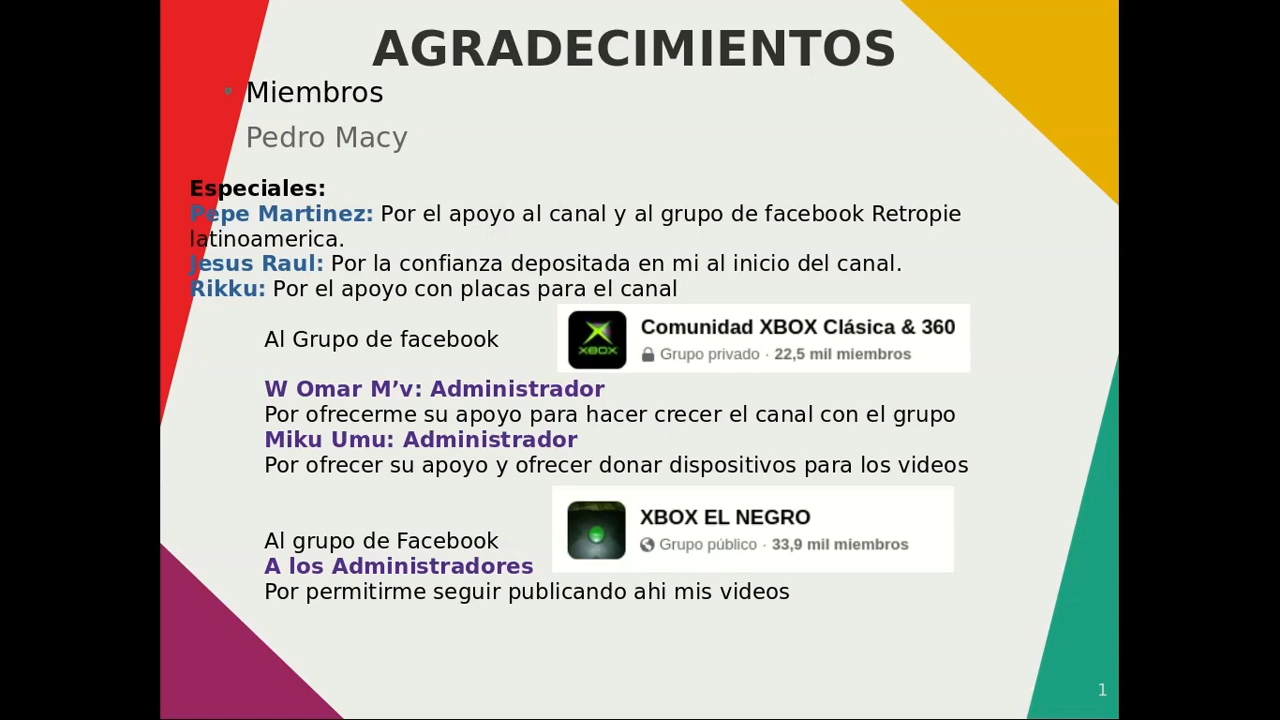 AGRADECIMIENTOS
Miembros
Pedro Macy
Especiales:
Pepe Martinez: Por el apoyo al canal y al grupo de facebook Retropie
latinoamerica.
Jesus Raul: Por la confianza depositada en mi al inicio del canal.
Rikku: Por el apoyo con placas para el canal
Al Grupo de facebook
XBOX
Comunidad XBOX Clásica & 360
Grupo privado · 22,5 mil miembros
W Omar M’v: Administrador
Por ofrecerme su apoyo para hacer crecer el canal con el grupo
Miku Umu: Administrador
Por ofrecer su apoyo y ofrecer donar dispositivos para los videos
XBOX EL NEGRO
Grupo público · 33,9 mil miembros
Al grupo de Facebook
A los Administradores
Por permitirme seguir publicando ahi mis videos
1